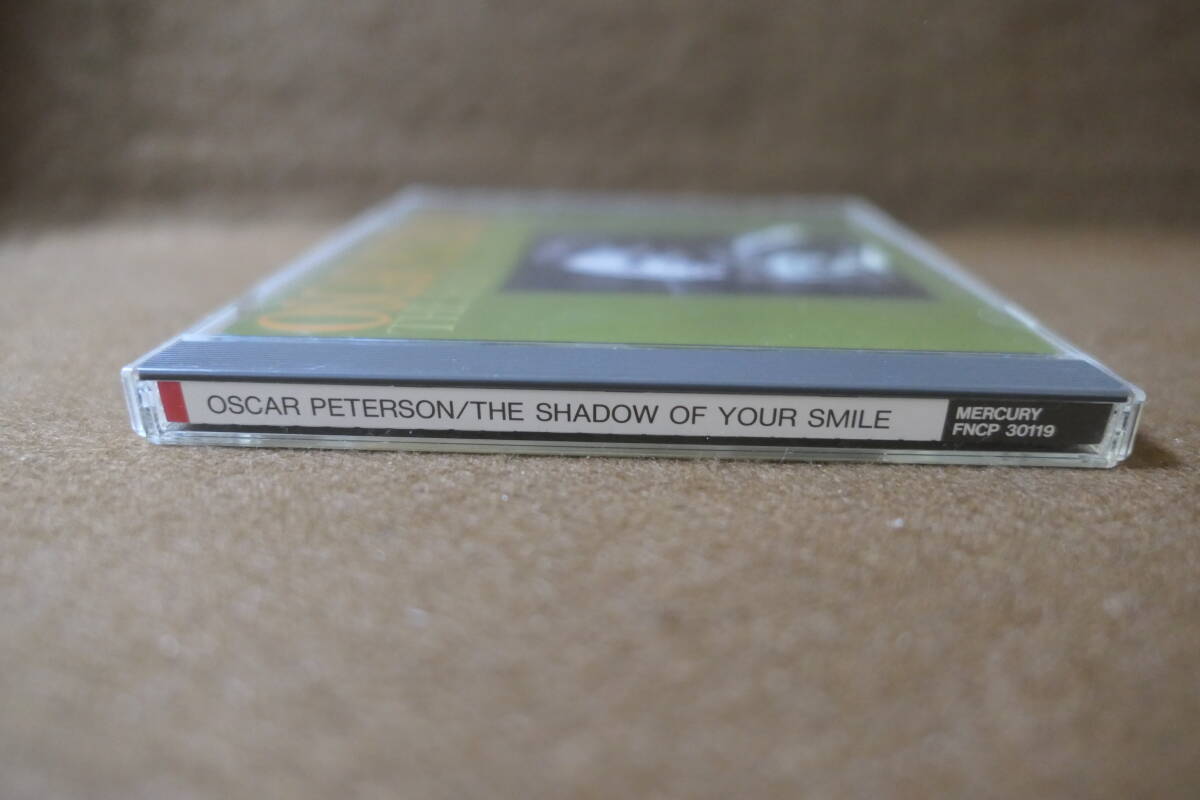 OSCAR PETERSON/THE SHADOW OF YOUR SMILE
MERCURY
FNCP 30119